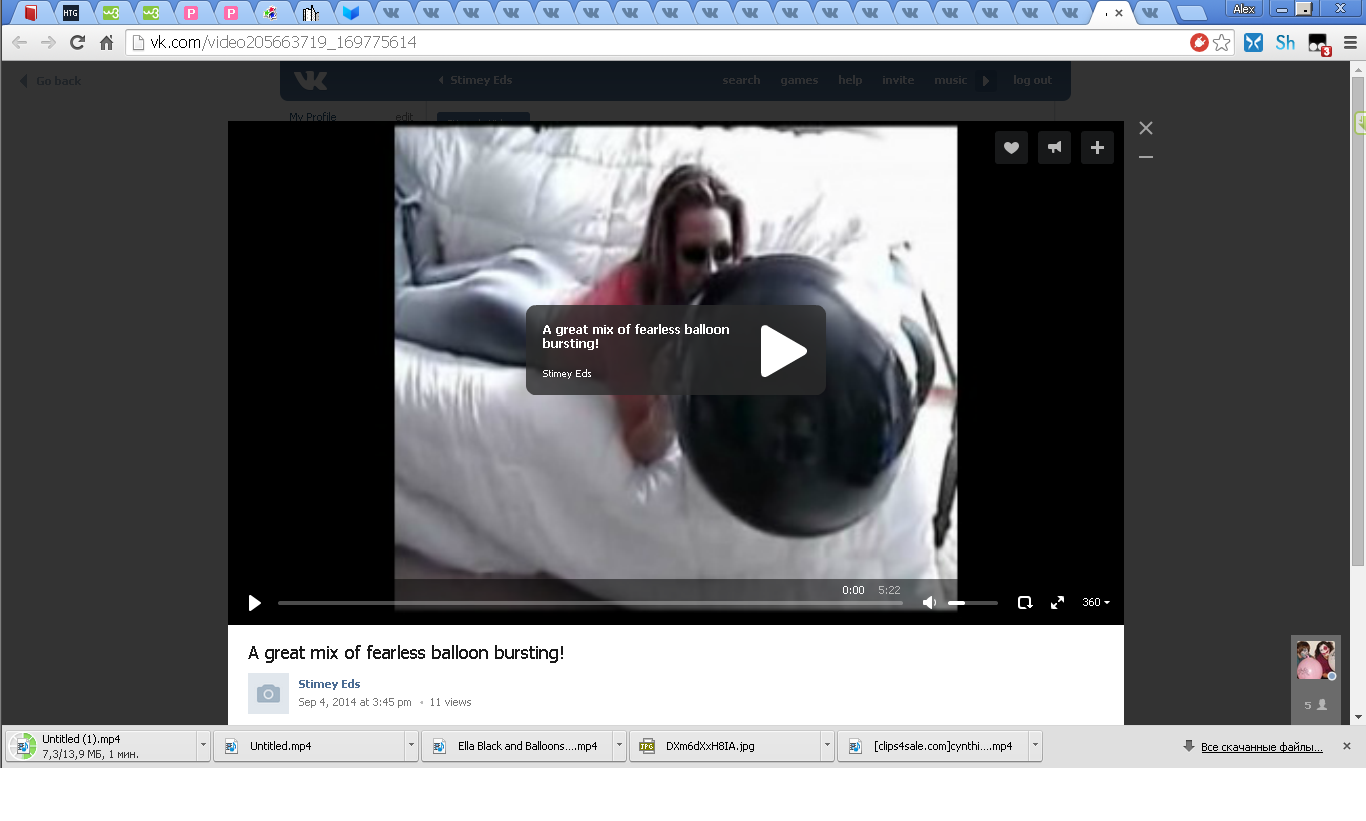 HTG
ω3
ω3
P
P
Alex
vk.com/video205663719_169775614
Sh
3
Go back
Stimey Eds
search
games
help
invite
music
log out
My Profile
edit
A great mix of fearless balloon
bursting!
Stimey Eds
0:00
5:22
360
A great mix of fearless balloon bursting!
Stimey Eds
Sep 4, 2014 at 3:45 pm • 11 views
5
Untitled (1).mp4
7,3/13,9 МБ, 1 мин.
Untitled.mp4
Ella Black and Balloons....mp4
JPG
DXm6dXxH8IA.jpg
[clips4sale.com]cynthi....mp4
Все скачанные файлы...